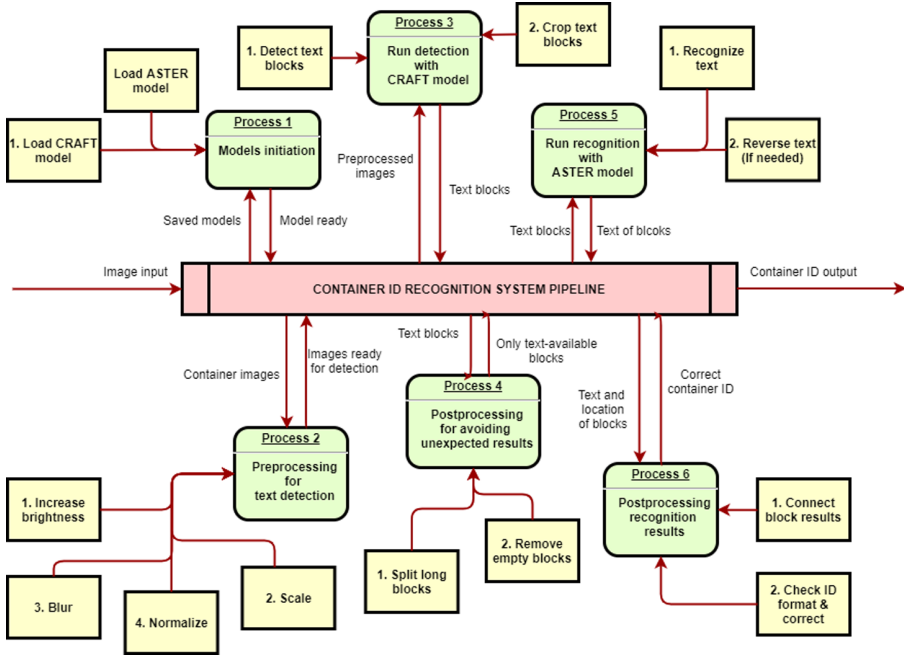 Process 3
Run detection
with
CRAFT model
1. Detect text
blocks
2. Crop text
blocks
1. Recognize
text
Load ASTER
model
1. Load CRAFT
model
Process 1
Models initiation
Process 5
Run recognition
with
ASTER model
2. Reverse text
(If needed)
Preprocessed
images
Text blocks
Saved models
Model ready
Text blocks
Text of blcoks
Image input
CONTAINER ID RECOGNITION SYSTEM PIPELINE
Container ID output
Container images
Images ready
for detection
Text blocks
Only text-available
blocks
Text and
location
of blocks
Correct
container ID
Process 2
Preprocessing
for
text detection
Process 4
Postprocessing
for avoiding
unexpected results
Process 6
Postprocessing
recognition
results
1. Increase
brightness
3. Blur
4. Normalize
2. Scale
1. Split long
blocks
2. Remove
empty blocks
1. Connect
block results
2. Check ID
format &
correct